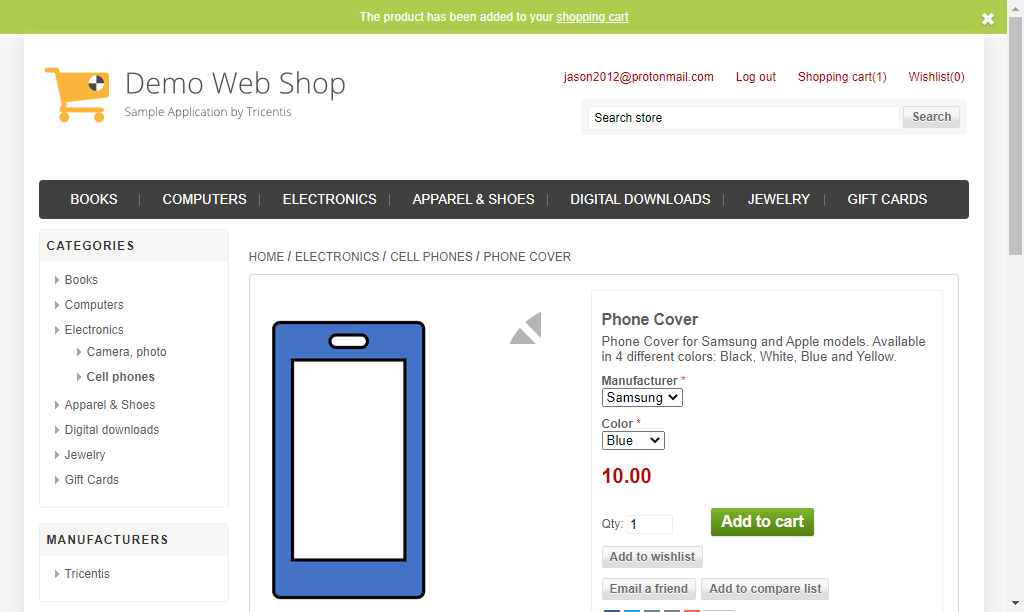 The product has been added to your shopping cart
Demo Web Shop
Sample Application by Tricentis
jason2012@protonmail.com Log out Shopping cart(1) Wishlist(0)
Search store Search
BOOKS COMPUTERS ELECTRONICS APPAREL & SHOES DIGITAL DOWNLOADS JEWELRY GIFT CARDS
CATEGORIES
Books
Computers
Electronics
Camera, photo
Cell phones
Apparel & Shoes
Digital downloads
Jewelry
Gift Cards
MANUFACTURERS
Tricentis
HOME / ELECTRONICS / CELL PHONES / PHONE COVER
Phone Cover
Phone Cover for Samsung and Apple models. Available
in 4 different colors: Black, White, Blue and Yellow.
Manufacturer *
Samsung
Color *
Blue
10.00
Qty: 1 Add to cart
Add to wishlist
Email a friend Add to compare list